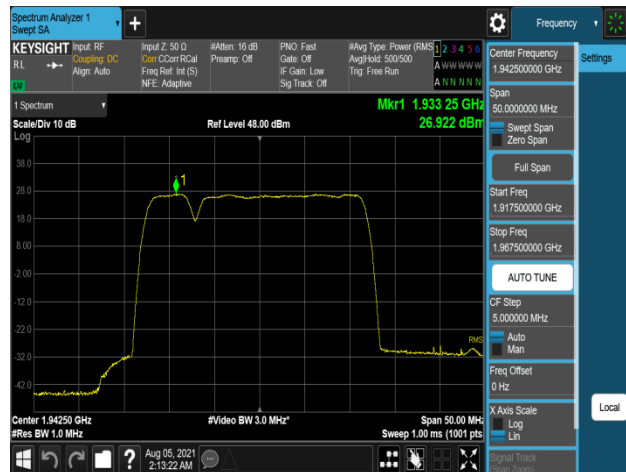 Spectrum Analyzer 1
Swept SA
+
Frequency
KEYSIGHT
RL
LXI
Input: RF
Coupling: DC
Align: Auto
Input Z: 50 Ω
Corr CCorr RCal
Freq Ref: Int (S)
NFE: Adaptive
#Atten: 16 dB
Preamp: Off
PNO: Fast
Gate: Off
IF Gain: Low
Sig Track: Off
#Avg Type: Power (RMS
Avg|Hold: 500/500
Trig: Free Run
1 2 3 4 5 6
A W W W W W
A N N N N N
1 Spectrum
Scale/Div 10 dB
Log
Ref Level 48.00 dBm
Mkr1 1.933 25 GHz
26.922 dBm
38.0
28.0
18.0
8.00
-2.00
-12.0
-22.0
-32.0
-42.0
1
RMS
Center 1.94250 GHz
#Res BW 1.0 MHz
#Video BW 3.0 MHz*
Span 50.00 MHz
Sweep 1.00 ms (1001 pts
?
Aug 05, 2021
2:13:22 AM
Center Frequency
1.942500000 GHz
Span
50.0000000 MHz
Swept Span
Zero Span
Full Span
Start Freq
1.917500000 GHz
Stop Freq
1.967500000 GHz
AUTO TUNE
CF Step
5.000000 MHz
Auto
Man
Freq Offset
0 Hz
X Axis Scale
Log
Lin
Signal Track
(Span Zoom)
Settings
Local